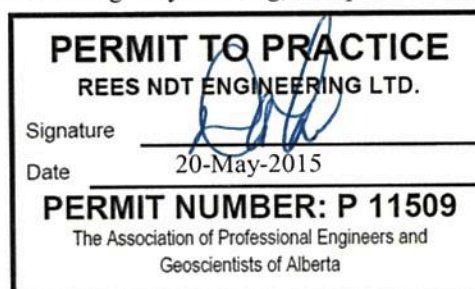 PERMIT TO PRACTICE
REES NDT ENGINEERING LTD.
Signature
Date 20-May-2015
PERMIT NUMBER: P 11509
The Association of Professional Engineers and
Geoscientists of Alberta